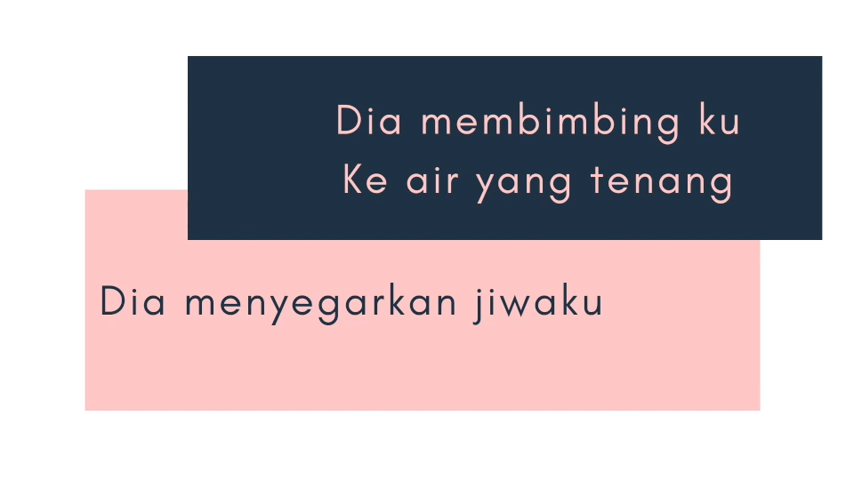 Dia membimbing ku
Ke air yang tenang
Dia menyegarkan jiwaku